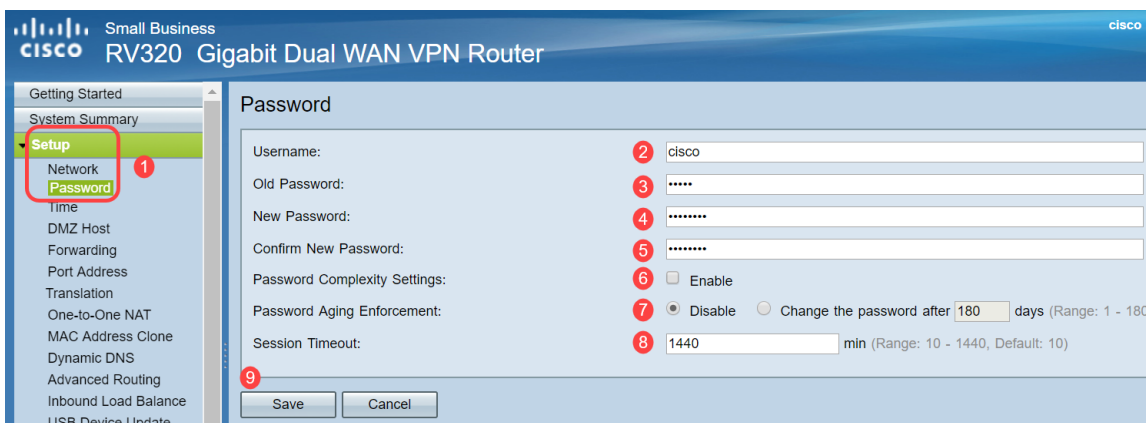 Small Business
cisco
CISCO RV320 Gigabit Dual WAN VPN Router
Getting Started
System Summary
Setup
Network
1
Password
Time
DMZ Host
Forwarding
Port Address
Translation
One-to-One NAT
MAC Address Clone
Dynamic DNS
Advanced Routing
Inbound Load Balance
USB Device Update
Password
Username: 2 cisco
Old Password: 3 •••••
New Password: 4 ••••••••
Confirm New Password: 5 ••••••••
Password Complexity Settings: 6 Enable
Password Aging Enforcement: 7 Disable Change the password after 180 days (Range: 1 - 180
Session Timeout: 8 1440 min (Range: 10 - 1440, Default: 10)
9
Save Cancel